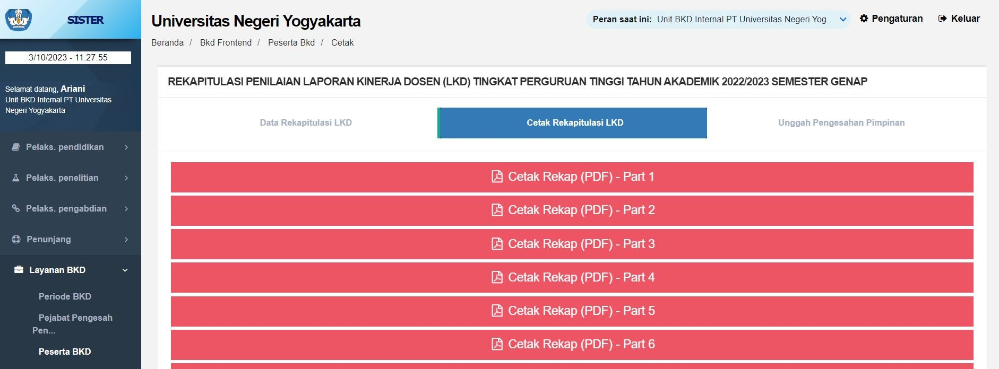 SISTER
3/10/2023 - 11.27.55
Selamat datang, Ariani
Unit BKD Internal PT Universitas
Negeri Yogyakarta
Pelaks. pendidikan
Pelaks. penelitian
Pelaks. pengabdian
Penunjang
Layanan BKD
Periode BKD
Pejabat Pengesah
Pen...
Peserta BKD
Universitas Negeri Yogyakarta
Peran saat ini: Unit BKD Internal PT Universitas Negeri Yog...
Pengaturan
Keluar
Beranda / Bkd Frontend / Peserta Bkd / Cetak
REKAPITULASI PENILAIAN LAPORAN KINERJA DOSEN (LKD) TINGKAT PERGURUAN TINGGI TAHUN AKADEMIK 2022/2023 SEMESTER GENAP
Data Rekapitulasi LKD
Cetak Rekapitulasi LKD
Unggah Pengesahan Pimpinan
Cetak Rekap (PDF) - Part 1
Cetak Rekap (PDF) - Part 2
Cetak Rekap (PDF) - Part 3
Cetak Rekap (PDF) - Part 4
Cetak Rekap (PDF) - Part 5
Cetak Rekap (PDF) - Part 6